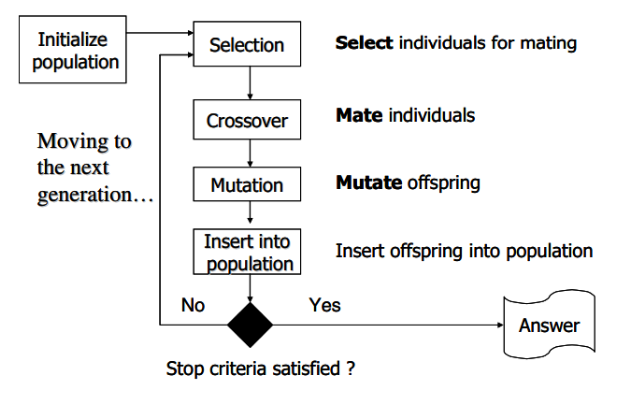 Initialize
population
Selection
Select individuals for mating
Crossover
Mate individuals
Moving to
the next
generation…
Mutation
Mutate offspring
Insert into
population
Insert offspring into population
No
Yes
Answer
Stop criteria satisfied ?